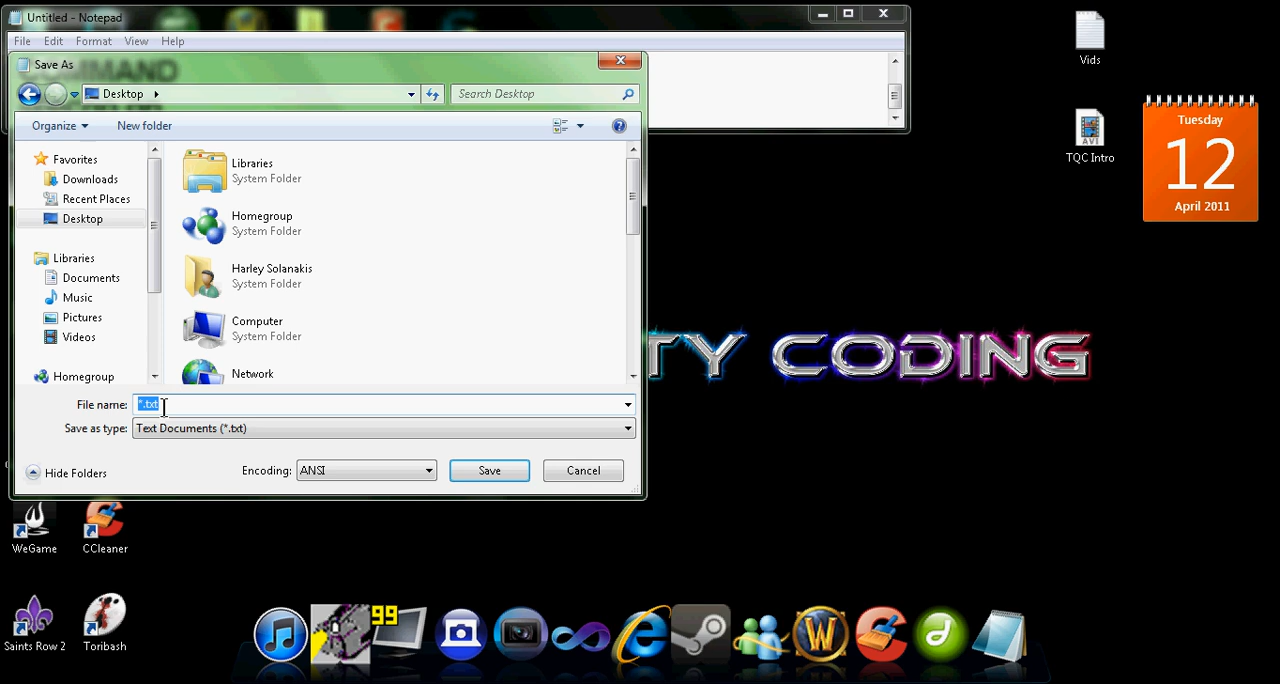 Untitled - Notepad
File Edit Format View Help
Save As
Desktop
Search Desktop
Organize New folder
Favorites
Downloads
Recent Places
Desktop
Libraries
Documents
Music
Pictures
Videos
Homegroup
Libraries
System Folder
Homegroup
System Folder
Harley Solanakis
System Folder
Computer
System Folder
Network
File name: *.txt
Save as type: Text Documents (*.txt)
Hide Folders
Encoding: ANSI
Save Cancel
Vids
AVI
TQC Intro
Tuesday
12
April 2011
TY CODING
WeGame
CCleaner
Saints Row 2
Toribash
99